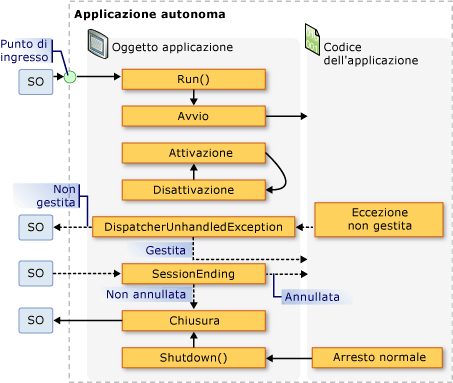 Applicazione autonoma
Punto di
ingresso
Oggetto applicazione
Codice
dell'applicazione
SO
Run()
Avvio
Attivazione
Disattivazione
Non
gestita
SO
DispatcherUnhandledException
Eccezione
non gestita
Gestita
SO
SessionEnding
Non annullata
Annullata
SO
Chiusura
Shutdown()
Arresto normale